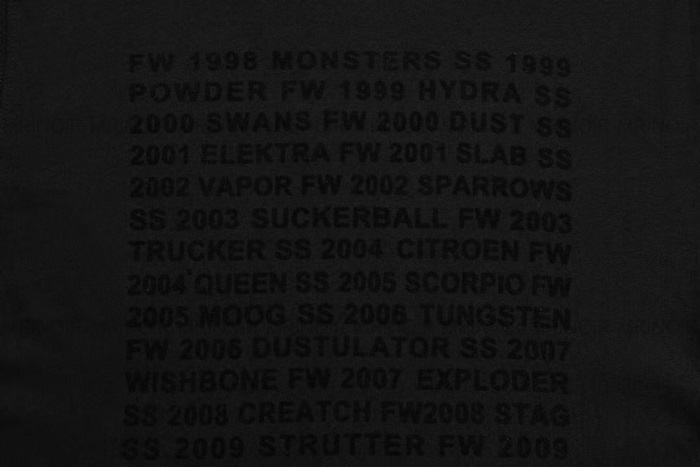 FW 1998 MONSTERS SS 1999
POWDER FW 1999 HYDRA SS
2000 SWANS FW 2000 DUST SS
2001 ELEKTRA FW 2001 SLAB SS
2002 VAPOR FW 2002 SPARROWS
SS 2003 SUCKERBALL FW 2003
TRUCKER SS 2004 CITROEN FW
2004 QUEEN SS 2005 SCORPIO FW
2005 MOOG SS 2006 TUNGSTEN
FW 2006 DUSTULATOR SS 2007
WISHBONE FW 2007 EXPLODER
SS 2008 CREATCH FW2008 STAG
SS 2009 STRUTTER FW 2009